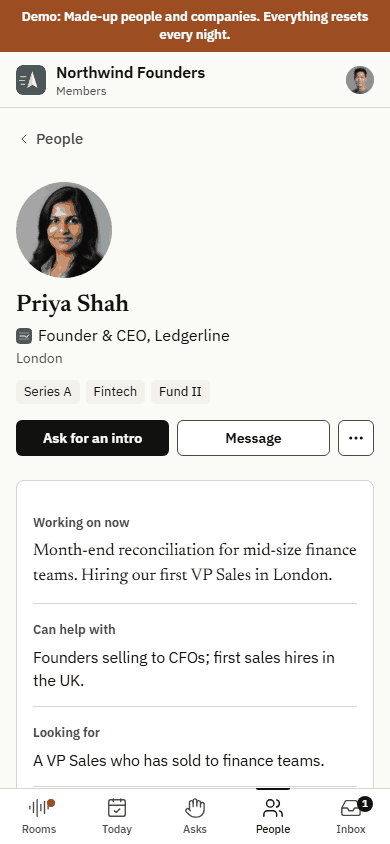 Demo: Made-up people and companies. Everything resets
every night.
Northwind Founders
Members
People
Priya Shah
Founder & CEO, Ledgerline
London
Series A
Fintech
Fund II
Ask for an intro
Message
Working on now
Month-end reconciliation for mid-size finance
teams. Hiring our first VP Sales in London.
Can help with
Founders selling to CFOs; first sales hires in
the UK.
Looking for
A VP Sales who has sold to finance teams.
Rooms
Today
Asks
People
1
Inbox